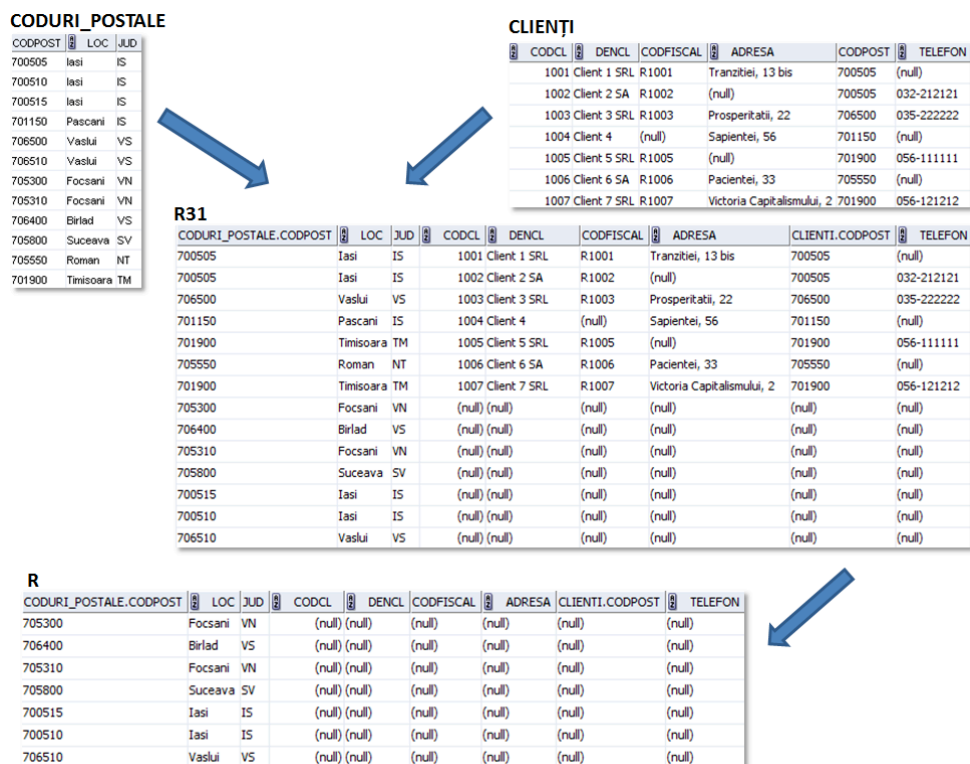 CODURI_POSTALE
CODPOST LOC JUD
700505 Iasi IS
700510 Iasi IS
700515 Iasi IS
701150 Pascani IS
706500 Vaslui VS
706510 Vaslui VS
705300 Focsani VN
705310 Focsani VN
706400 Birlad VS
705800 Suceava SV
705550 Roman NT
701900 Timisoara TM
CLIENȚI
CODCL DENCL CODFISCAL ADRESA CODPOST TELEFON
1001 Client 1 SRL R1001 Tranzitiei, 13 bis 700505 (null)
1002 Client 2 SA R1002 (null) 700505 032-212121
1003 Client 3 SRL R1003 Prosperitatii, 22 706500 035-222222
1004 Client 4 (null) Sapientei, 56 701150 (null)
1005 Client 5 SRL R1005 (null) 701900 056-111111
1006 Client 6 SA R1006 Pacientei, 33 705550 (null)
1007 Client 7 SRL R1007 Victoria Capitalismului, 2 701900 056-121212
R31
CODURI_POSTALE.CODPOST LOC JUD CODCL DENCL CODFISCAL ADRESA CLIENTI.CODPOST TELEFON
700505 Iasi IS 1001 Client 1 SRL R1001 Tranzitiei, 13 bis 700505 (null)
700505 Iasi IS 1002 Client 2 SA R1002 (null) 700505 032-212121
706500 Vaslui VS 1003 Client 3 SRL R1003 Prosperitatii, 22 706500 035-222222
701150 Pascani IS 1004 Client 4 (null) Sapientei, 56 701150 (null)
701900 Timisoara TM 1005 Client 5 SRL R1005 (null) 701900 056-111111
705550 Roman NT 1006 Client 6 SA R1006 Pacientei, 33 705550 (null)
701900 Timisoara TM 1007 Client 7 SRL R1007 Victoria Capitalismului, 2 701900 056-121212
705300 Focsani VN (null) (null) (null) (null) (null) (null)
706400 Birlad VS (null) (null) (null) (null) (null) (null)
705310 Focsani VN (null) (null) (null) (null) (null) (null)
705800 Suceava SV (null) (null) (null) (null) (null) (null)
700515 Iasi IS (null) (null) (null) (null) (null) (null)
700510 Iasi IS (null) (null) (null) (null) (null) (null)
706510 Vaslui VS (null) (null) (null) (null) (null) (null)
R
CODURI_POSTALE.CODPOST LOC JUD CODCL DENCL CODFISCAL ADRESA CLIENTI.CODPOST TELEFON
705300 Focsani VN (null) (null) (null) (null) (null) (null)
706400 Birlad VS (null) (null) (null) (null) (null) (null)
705310 Focsani VN (null) (null) (null) (null) (null) (null)
705800 Suceava SV (null) (null) (null) (null) (null) (null)
700515 Iasi IS (null) (null) (null) (null) (null) (null)
700510 Iasi IS (null) (null) (null) (null) (null) (null)
706510 Vaslui VS (null) (null) (null) (null) (null) (null)